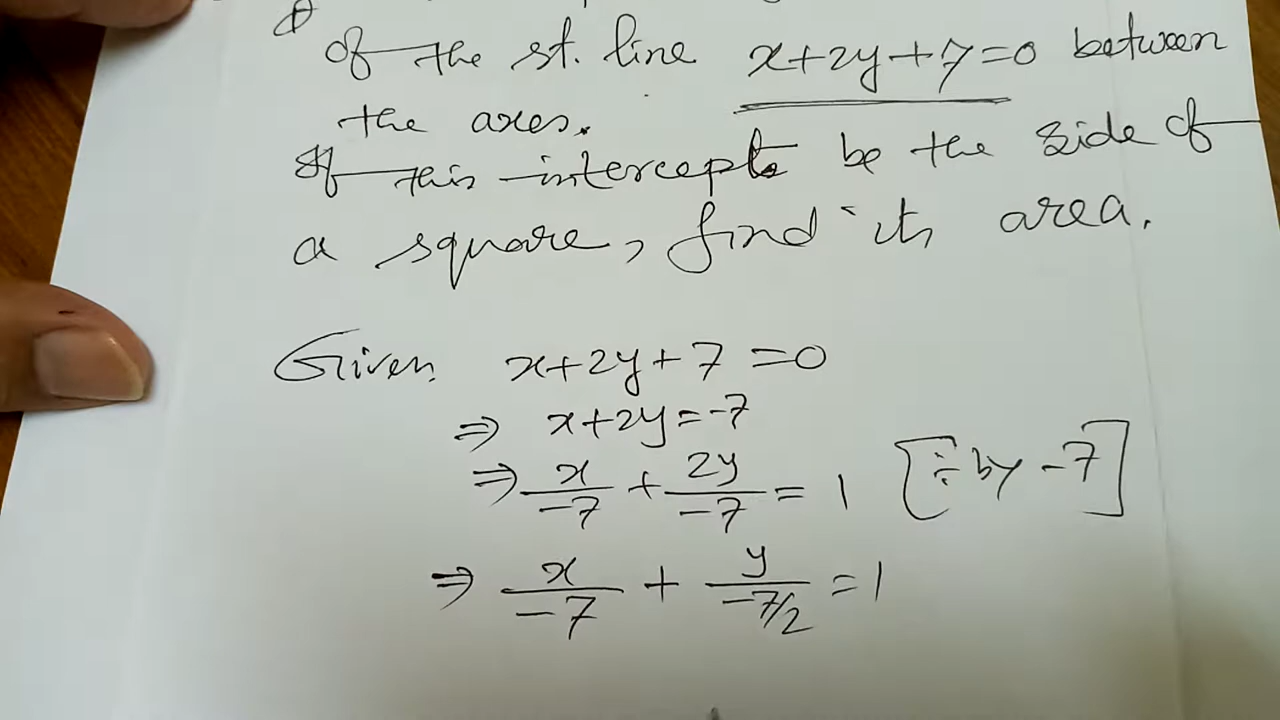 of the st. line x+2y+7=0 between
the axes.
If this intercept be the side of
a square, find its area.
Given x+2y+7=0
⇒ x+2y=-7
⇒ x/-7 + 2y/-7 = 1 [÷ by -7]
⇒ x/-7 + y/-7/2 = 1